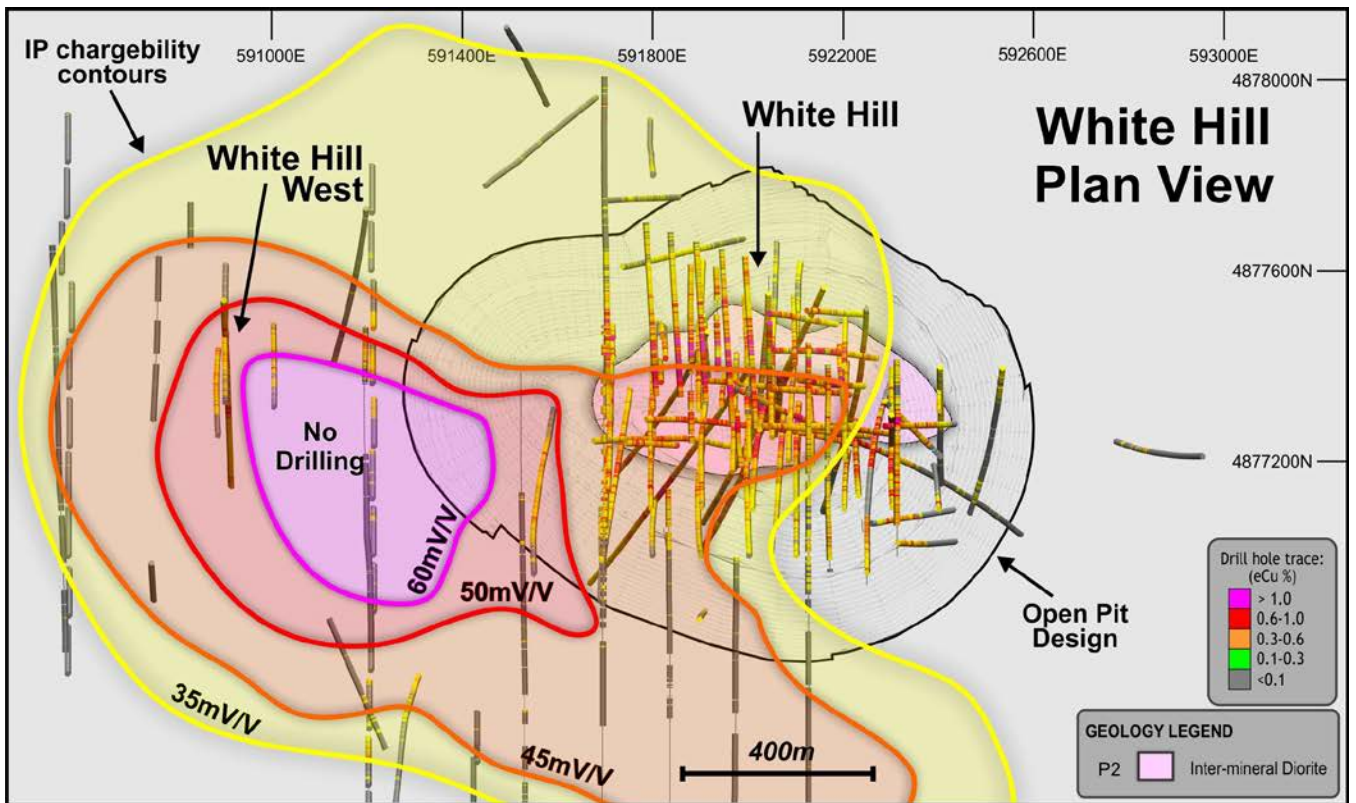 IP chargebility
contours
591000E
591400E
591800E
592200E
592600E
593000E
4878000N
White Hill
Plan View
White Hill
White Hill
West
4877600N
No
Drilling
4877200N
60mV/V
50mV/V
35mV/V
45mV/V
400m
Open Pit
Design
Drill hole trace:
(eCu %)
> 1.0
0.6-1.0
0.3-0.6
0.1-0.3
<0.1
GEOLOGY LEGEND
P2 Inter-mineral Diorite